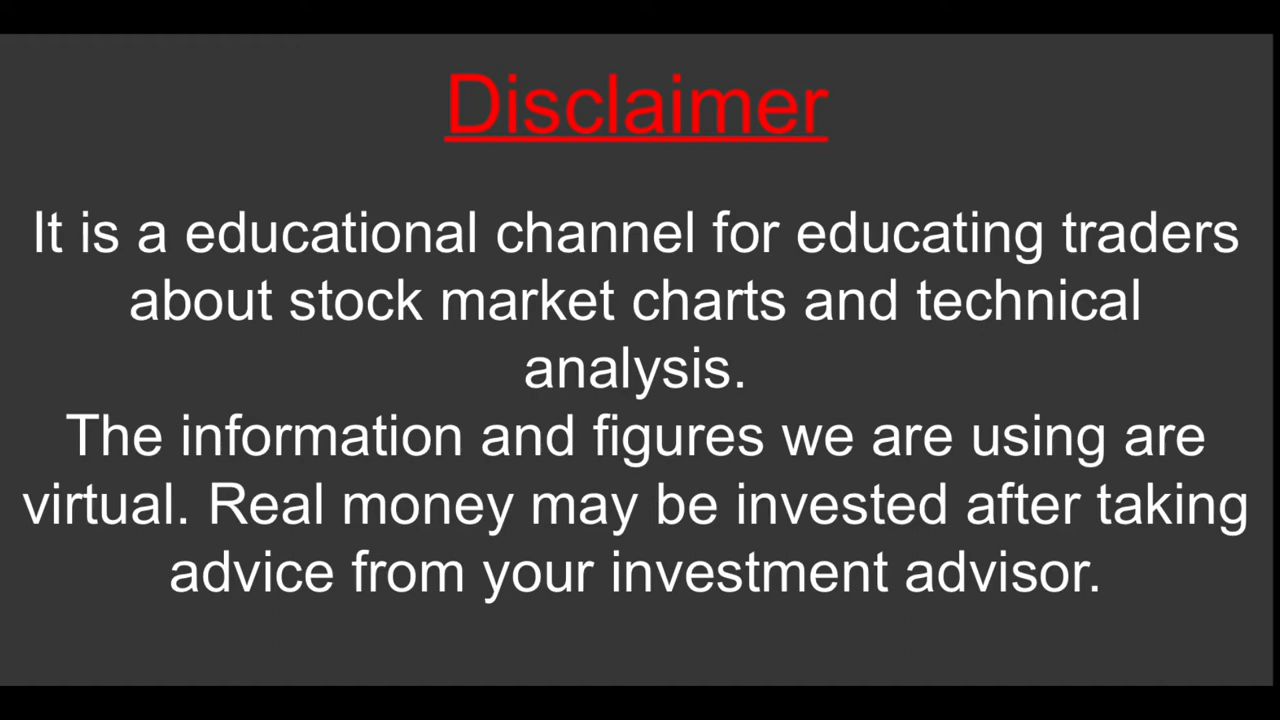 Disclaimer
It is a educational channel for educating traders
about stock market charts and technical
analysis.
The information and figures we are using are
virtual. Real money may be invested after taking
advice from your investment advisor.